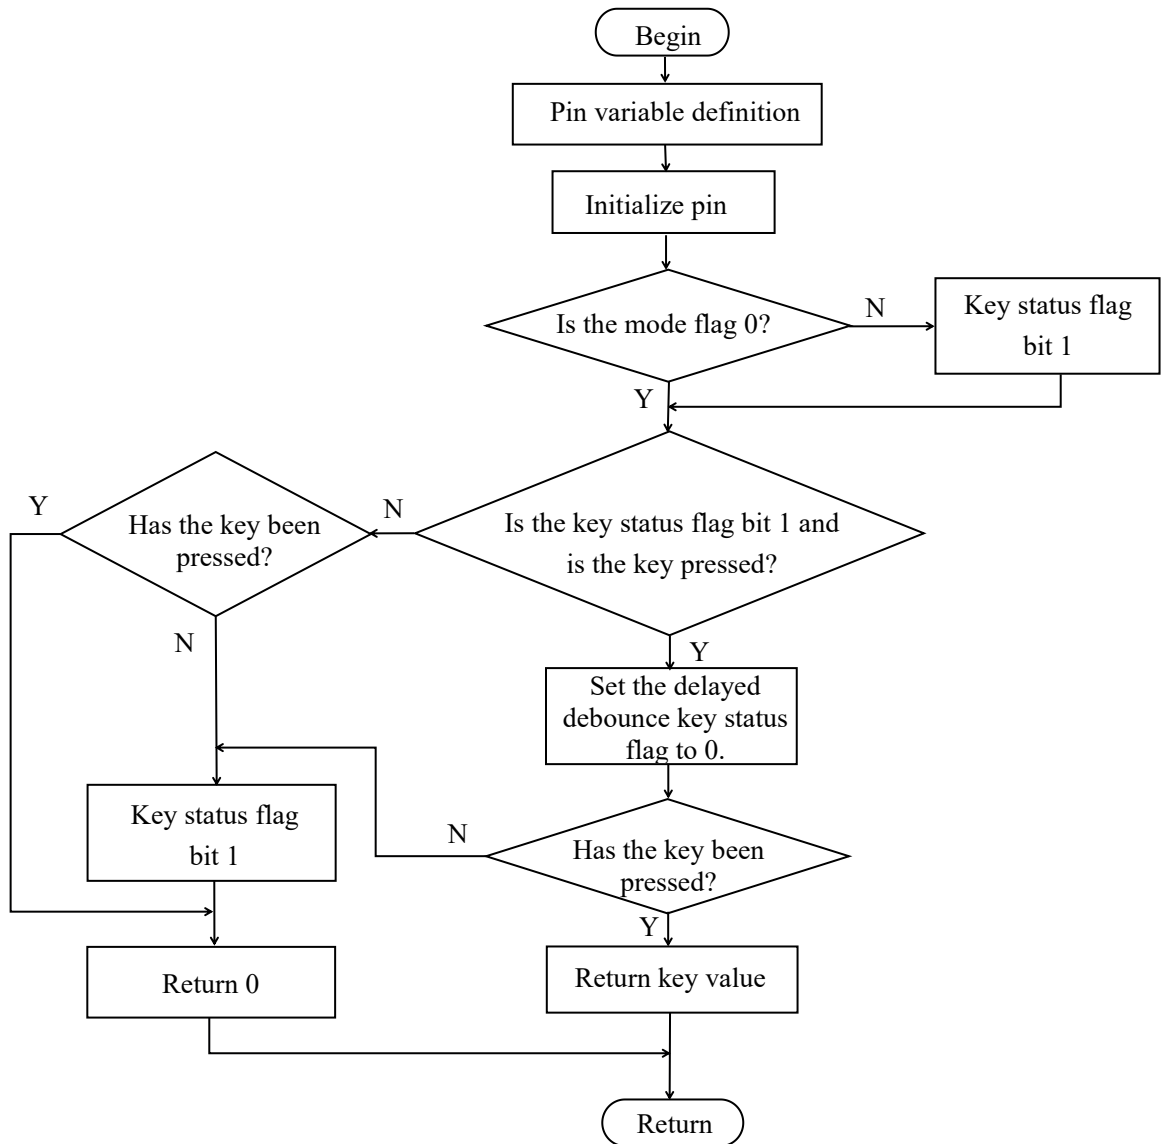 Begin
Pin variable definition
Initialize pin
Is the mode flag 0?
N
Key status flag
bit 1
Y
Is the key status flag bit 1 and
is the key pressed?
N
Has the key been
pressed?
Y
N
Y
Set the delayed
debounce key status
flag to 0.
Has the key been
pressed?
N
Key status flag
bit 1
Y
Return key value
Return 0
Return